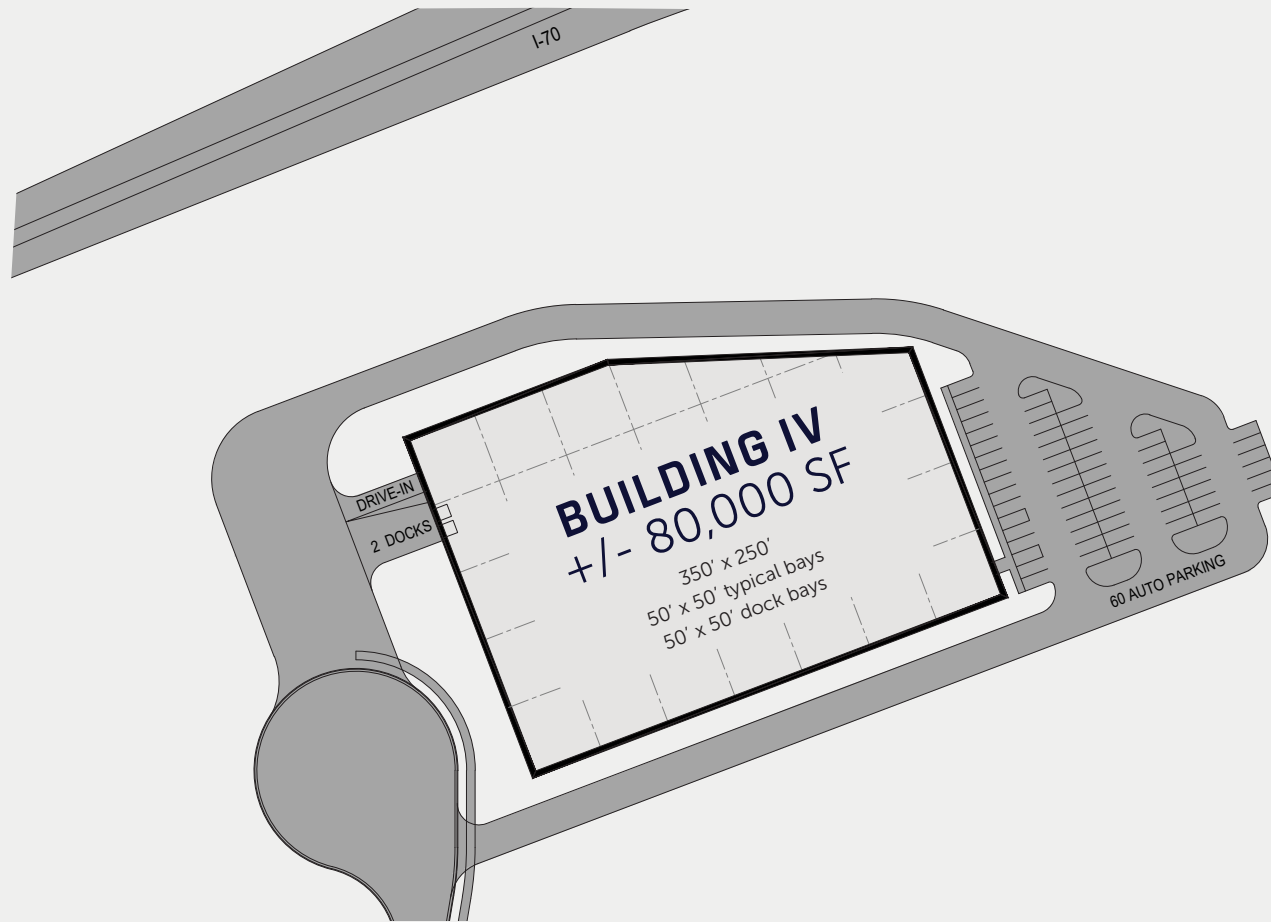 I-70
BUILDING IV
+/- 80,000 SF
350’ x 250’
50’ x 50’ typical bays
50’ x 50’ dock bays
DRIVE-IN
2 DOCKS
60 AUTO PARKING